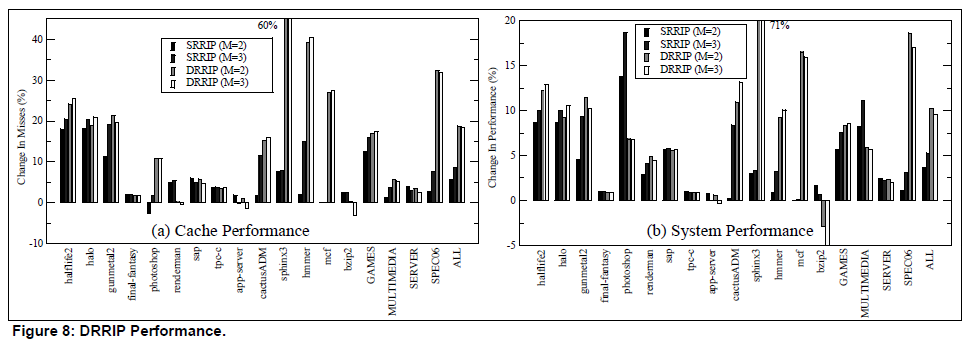 60%
45
40
30
20
10
0
-10
Change In Misses (%)
SRRIP (M=2)
SRRIP (M=3)
DRRIP (M=2)
DRRIP (M=3)
(a) Cache Performance
halflife2
halo
gunmetal2
final-fantasy
photoshop
renderman
sap
tpc-c
app-server
cactusADM
sphinx3
hmmer
mcf
bzip2
GAMES
MULTIMEDIA
SERVER
SPEC06
ALL
71%
20
15
10
5
0
-5
Change In Performance (%)
SRRIP (M=2)
SRRIP (M=3)
DRRIP (M=2)
DRRIP (M=3)
(b) System Performance
halflife2
halo
gunmetal2
final-fantasy
photoshop
renderman
sap
tpc-c
app-server
cactusADM
sphinx3
hmmer
mcf
bzip2
GAMES
MULTIMEDIA
SERVER
SPEC06
ALL
Figure 8: DRRIP Performance.